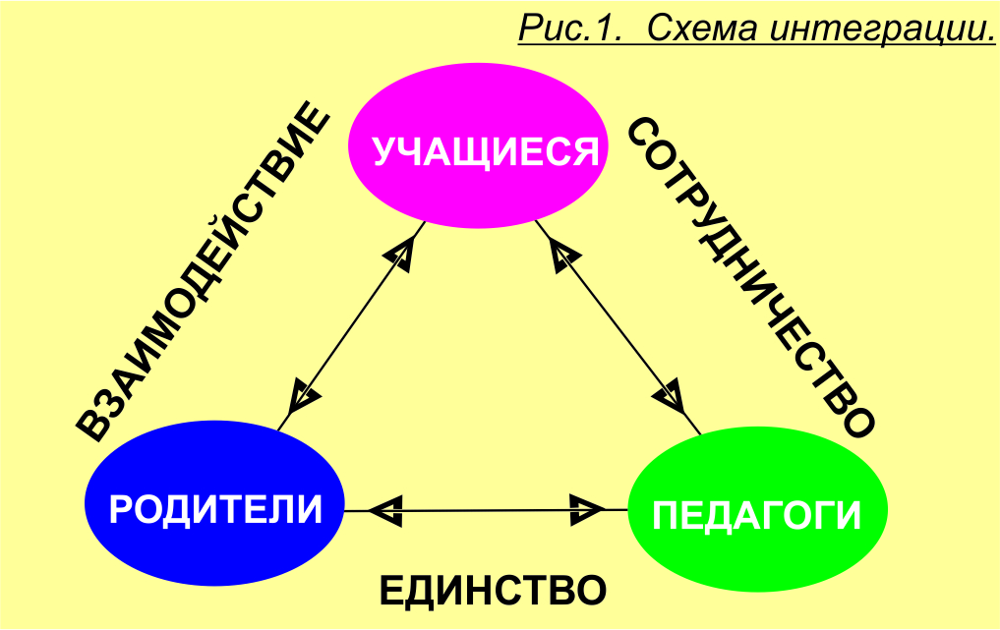 Рис.1. Схема интеграции.
УЧАЩИЕСЯ
ВЗАИМОДЕЙСТВИЕ
СОТРУДНИЧЕСТВО
РОДИТЕЛИ
ПЕДАГОГИ
ЕДИНСТВО